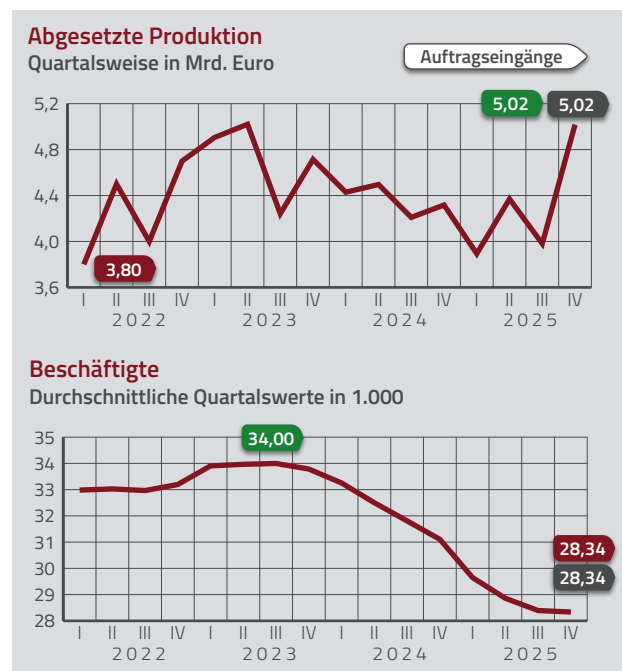 Abgesetzte Produktion
Quartalsweise in Mrd. Euro
Auftragseingänge
5,2
5,02
5,02
4,8
4,4
4,0
3,80
3,6
I II III IV I II III IV I II III IV I II III IV
2022 2023 2024 2025
Beschäftigte
Durchschnittliche Quartalswerte in 1.000
35
34,00
34
33
32
31
28,34
30
28,34
29
28
I II III IV I II III IV I II III IV I II III IV
2022 2023 2024 2025